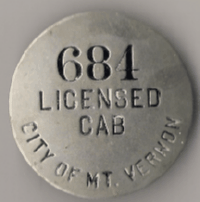 684
LICENSED
CAB
CITY OF MT. VERNON